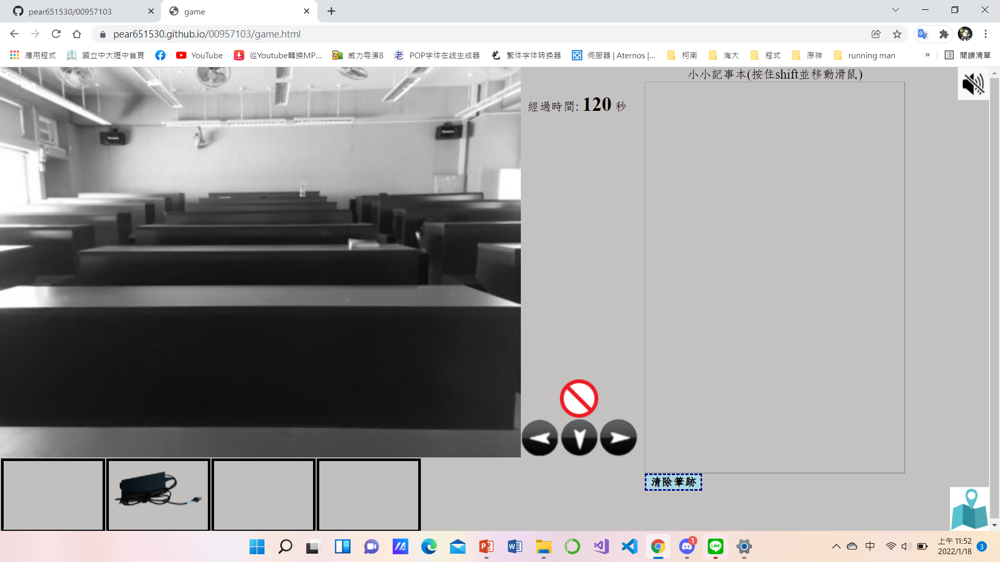 pear651530/00957103
game
pear651530.github.io/00957103/game.html
應用程式
國立中大壢中首頁
YouTube
從Youtube轉換MP...
威力导演8
POP字体在线生成器
繁体字体转换器
伺服器 | Aternos |...
柯南
海大
程式
原神
running man
»
閱讀清單
小小記事本(按住shift並移動滑鼠)
經過時間: 120 秒
清除筆跡
1
中
上午 11:52
2022/1/18
3